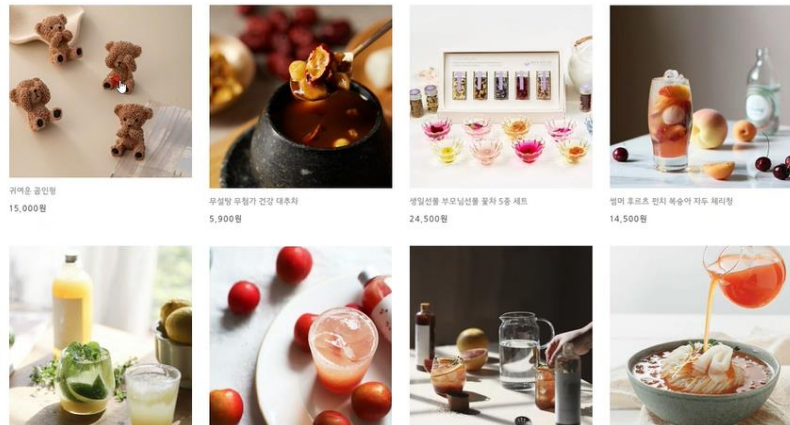 귀여운 곰인형
15,000원
무설탕 무첨가 건강 대추차
5,900원
생일선물 부모님선물 꽃차 5종 세트
24,500원
썸머 후르츠 펀치 복숭아 자두 체리청
14,500원